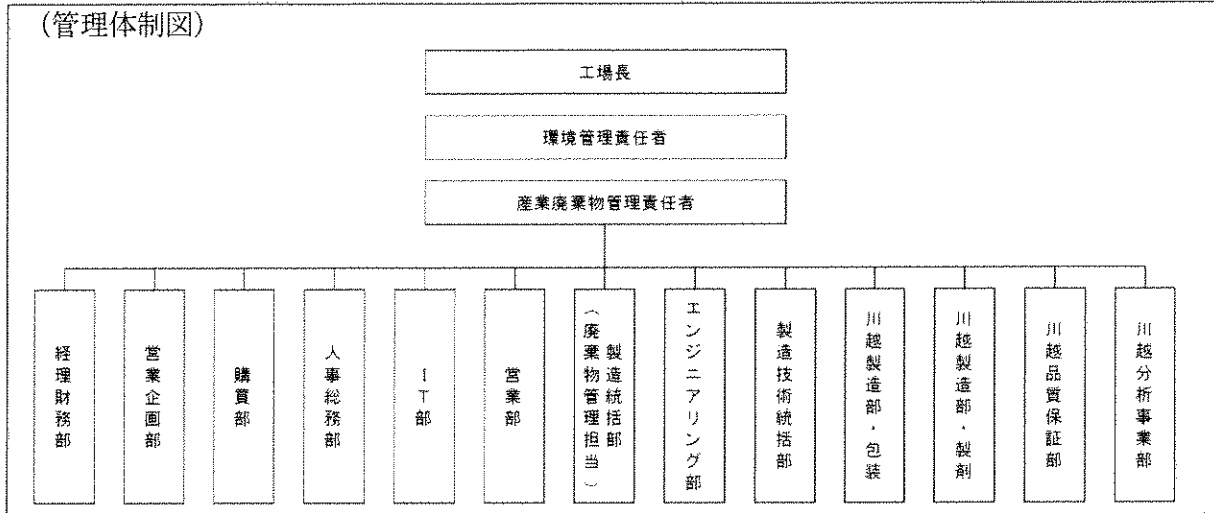 (管理体制図)
工場長
環境管理責任者
産業廃棄物管理責任者
経理財務部
営業企画部
購買部
人事総務部
IT部
営業部
製造統括部
(廃棄物管理担当)
エンジニアリング部
製造技術統括部
川越製造部・包装
川越製造部・製剤
川越品質保証部
川越分析事業部